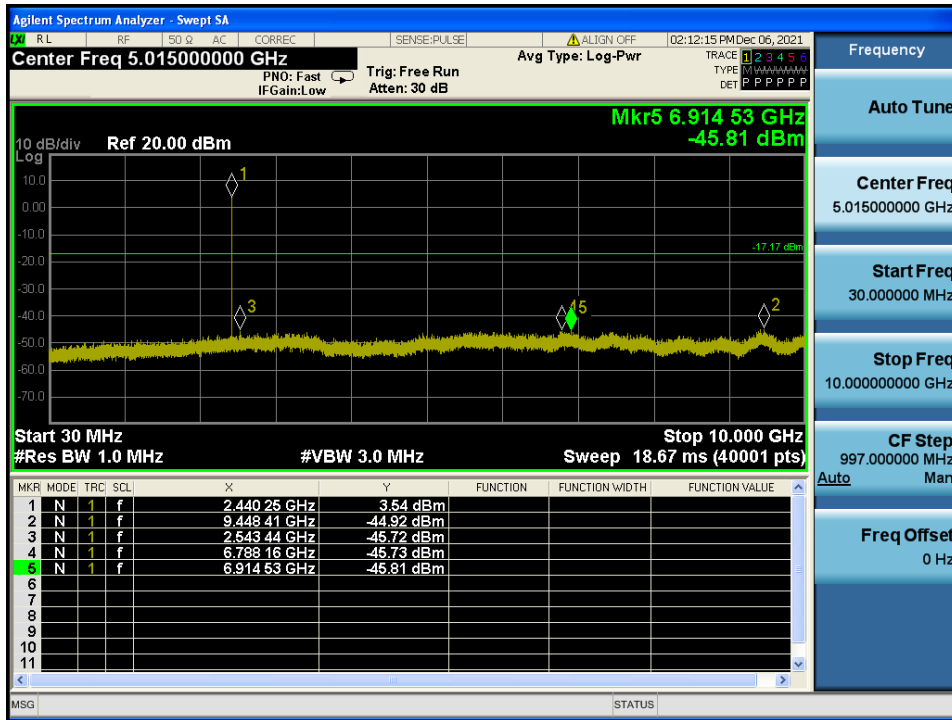 Agilent Spectrum Analyzer - Swept SA
LXI RL RF 50 Ω AC CORREC SENSE:PULSE ALIGN OFF 02:12:15 PM Dec 06, 2021
Center Freq 5.015000000 GHz
PNO: Fast
IFGain:Low
Trig: Free Run
Atten: 30 dB
Avg Type: Log-Pwr
TRACE 1 2 3 4 5 6
TYPE M W W W W W
DET P P P P P P
Mkr5 6.914 53 GHz
-45.81 dBm
10 dB/div
Log
Ref 20.00 dBm
10.0
0.00
-10.0
-20.0
-30.0
-40.0
-50.0
-60.0
-70.0
-17.17 dBm
1
3
4 5
2
Start 30 MHz
Stop 10.000 GHz
#Res BW 1.0 MHz
#VBW 3.0 MHz
Sweep 18.67 ms (40001 pts)
MKR MODE TRC SCL X Y FUNCTION FUNCTION WIDTH FUNCTION VALUE
1 N 1 f 2.440 25 GHz 3.54 dBm
2 N 1 f 9.448 41 GHz -44.92 dBm
3 N 1 f 2.543 44 GHz -45.72 dBm
4 N 1 f 6.788 16 GHz -45.73 dBm
5 N 1 f 6.914 53 GHz -45.81 dBm
6
7
8
9
10
11
MSG
STATUS
Frequency
Auto Tune
Center Freq
5.015000000 GHz
Start Freq
30.000000 MHz
Stop Freq
10.000000000 GHz
CF Step
997.000000 MHz
Auto Man
Freq Offset
0 Hz